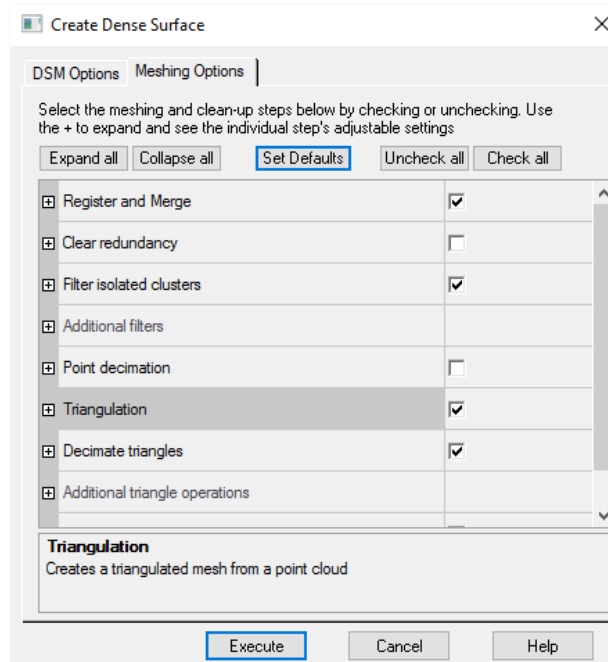 Create Dense Surface
DSM Options Meshing Options
Select the meshing and clean-up steps below by checking or unchecking. Use
the + to expand and see the individual step's adjustable settings
Expand all Collapse all Set Defaults Uncheck all Check all
Register and Merge
Clear redundancy
Filter isolated clusters
Additional filters
Point decimation
Triangulation
Decimate triangles
Additional triangle operations
Triangulation
Creates a triangulated mesh from a point cloud
Execute Cancel Help